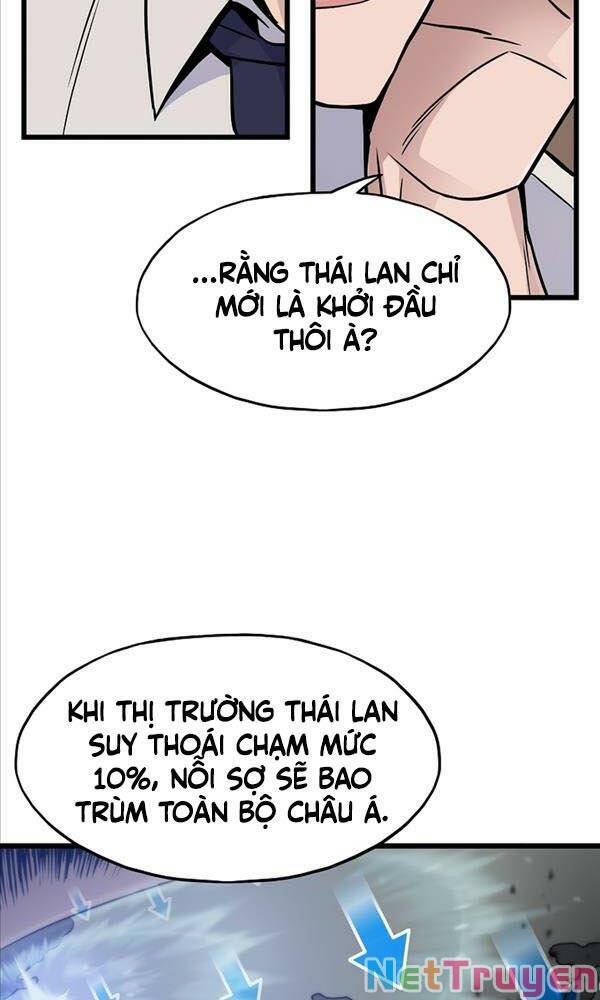 ...RẰNG THÁI LAN CHỈ
MỚI LÀ KHỞI ĐẦU
THÔI À?
KHI THỊ TRƯỜNG THÁI LAN
SUY THOÁI CHẠM MỨC
10%, NỖI SỢ SẼ BAO
TRÙM TOÀN BỘ CHÂU Á.
NetTruyen